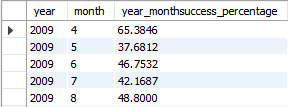 year month year_monthsuccess_percentage
2009 4 65.3846
2009 5 37.6812
2009 6 46.7532
2009 7 42.1687
2009 8 48.8000